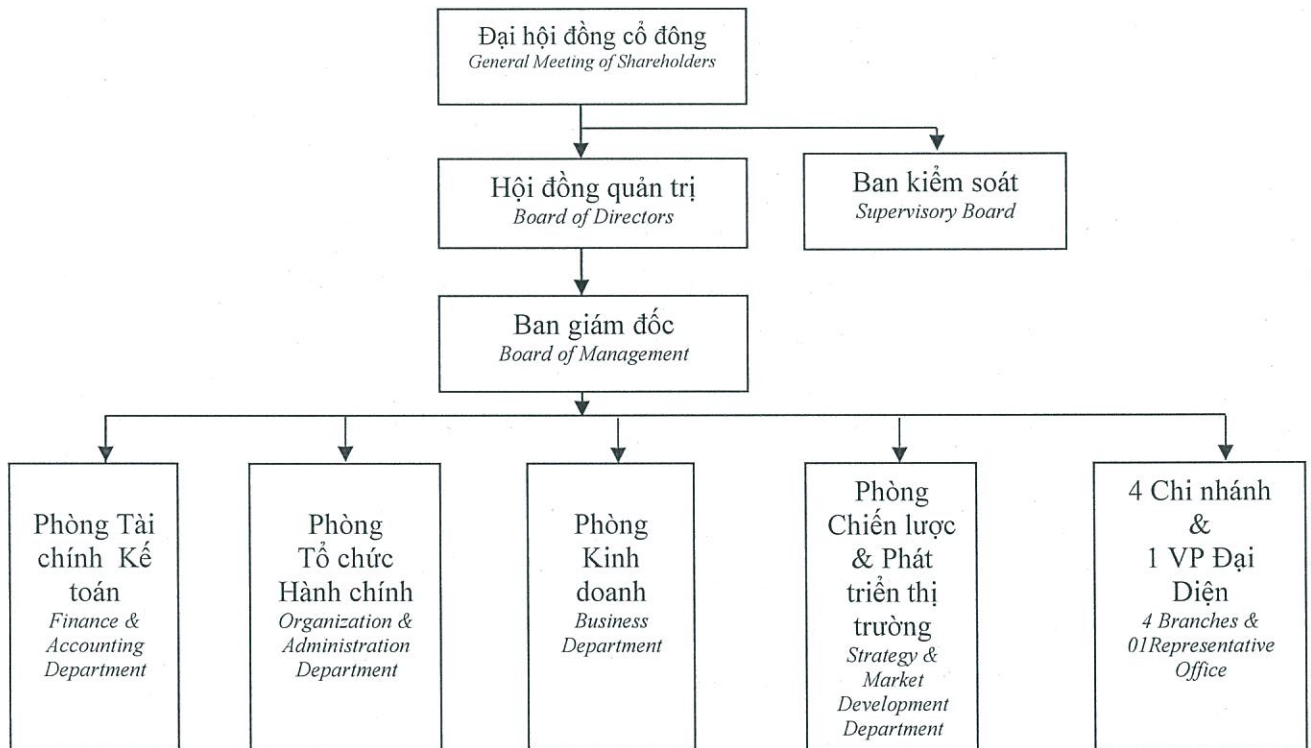 Đại hội đồng cổ đông
General Meeting of Shareholders
Hội đồng quản trị
Board of Directors
Ban kiểm soát
Supervisory Board
Ban giám đốc
Board of Management
Phòng Tài
chính Kế
toán
Finance &
Accounting
Department
Phòng
Tổ chức
Hành chính
Organization &
Administration
Department
Phòng
Kinh
doanh
Business
Department
Phòng
Chiến lược
& Phát
triển thị
trường
Strategy &
Market
Development
Department
4 Chi nhánh
&
1 VP Đại
Diện
4 Branches &
01Representative
Office